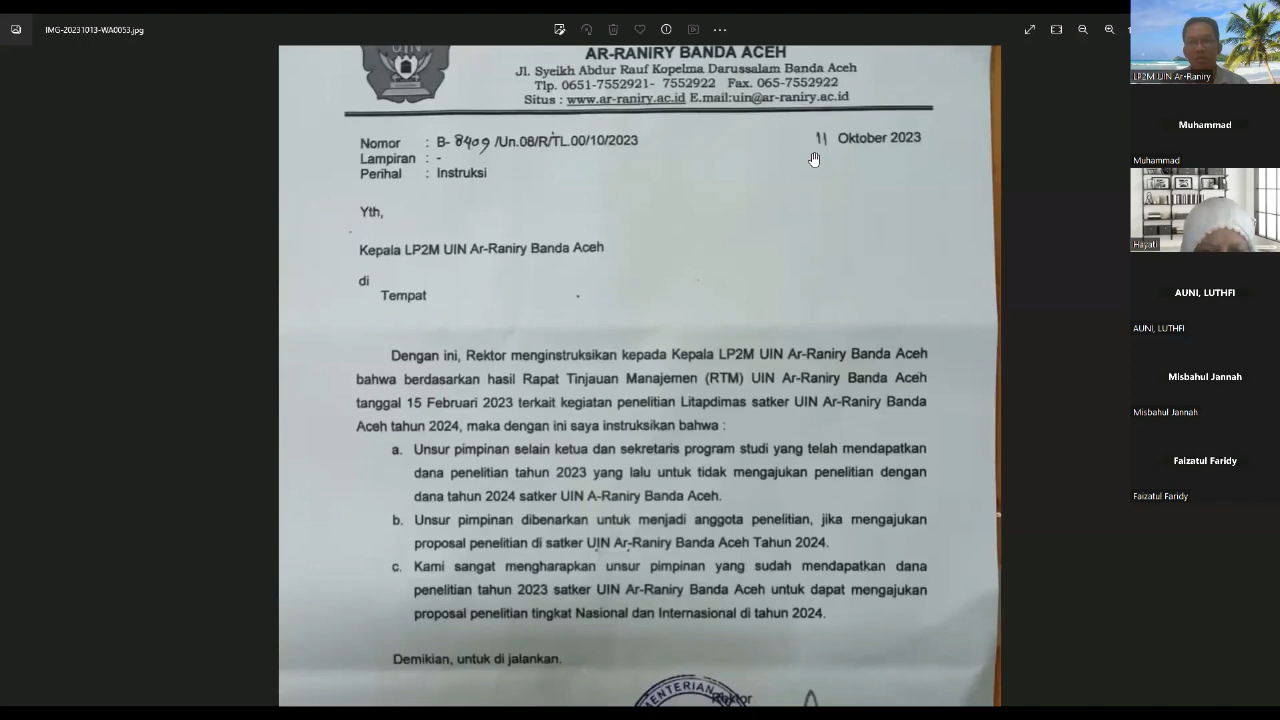 IMG-20231013-WA0053.jpg
UIN
AR-RANIRY BANDA ACEH
Jl. Syeikh Abdur Rauf Kopelma Darussalam Banda Aceh
Tlp. 0651-7552921- 7552922 Fax. 065-7552922
Situs : www.ar-raniry.ac.id E.mail:uin@ar-raniry.ac.id
Nomor : B- 8409 /Un.08/R/TL.00/10/2023 11 Oktober 2023
Lampiran : -
Perihal : Instruksi
Yth,
Kepala LP2M UIN Ar-Raniry Banda Aceh
di
Tempat
Dengan ini, Rektor menginstruksikan kepada Kepala LP2M UIN Ar-Raniry Banda Aceh
bahwa berdasarkan hasil Rapat Tinjauan Manajemen (RTM) UIN Ar-Raniry Banda Aceh
tanggal 15 Februari 2023 terkait kegiatan penelitian Litapdimas satker UIN Ar-Raniry Banda
Aceh tahun 2024, maka dengan ini saya instruksikan bahwa :
a. Unsur pimpinan selain ketua dan sekretaris program studi yang telah mendapatkan
dana penelitian tahun 2023 yang lalu untuk tidak mengajukan penelitian dengan
dana tahun 2024 satker UIN A-Raniry Banda Aceh.
b. Unsur pimpinan dibenarkan untuk menjadi anggota penelitian, jika mengajukan
proposal penelitian di satker UIN Ar-Raniry Banda Aceh Tahun 2024.
c. Kami sangat mengharapkan unsur pimpinan yang sudah mendapatkan dana
penelitian tahun 2023 satker UIN Ar-Raniry Banda Aceh untuk dapat mengajukan
proposal penelitian tingkat Nasional dan Internasional di tahun 2024.
Demikian, untuk di jalankan.
Rektor
LP2M UIN Ar-Raniry
Muhammad
Muhammad
Hayati
AUNI, LUTHFI
AUNI, LUTHFI
Misbahul Jannah
Misbahul Jannah
Faizatul Faridy
Faizatul Faridy